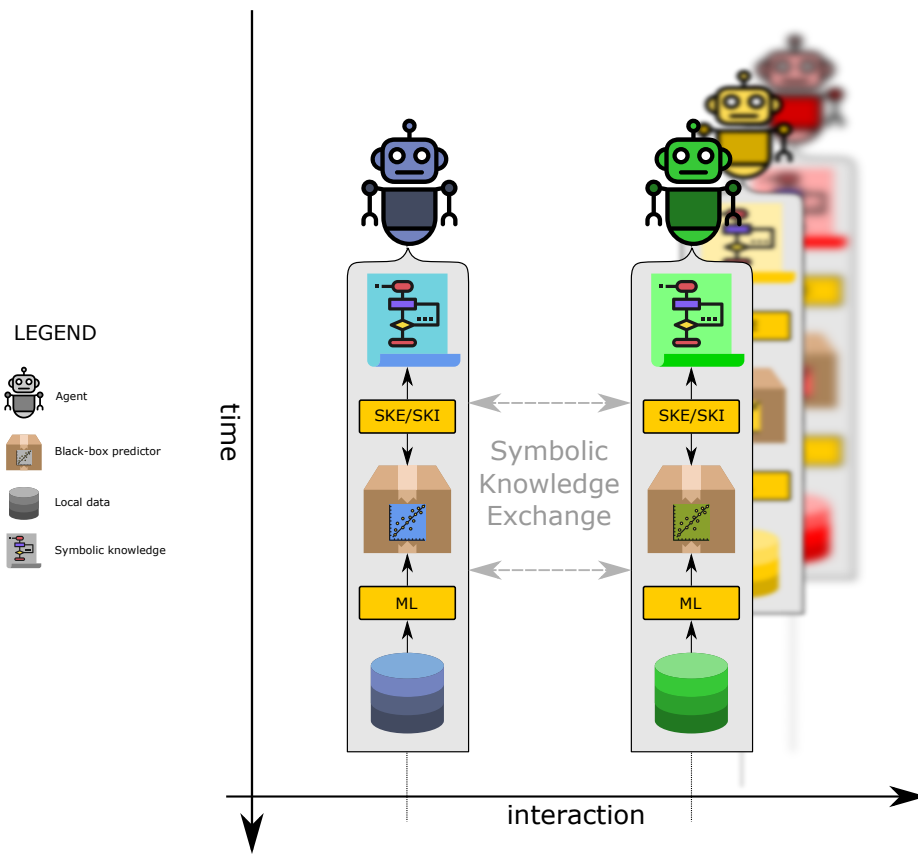 LEGEND
Agent
Black-box predictor
Local data
Symbolic knowledge
time
SKE/SKI
ML
Symbolic
Knowledge
Exchange
SKE/SKI
ML
interaction